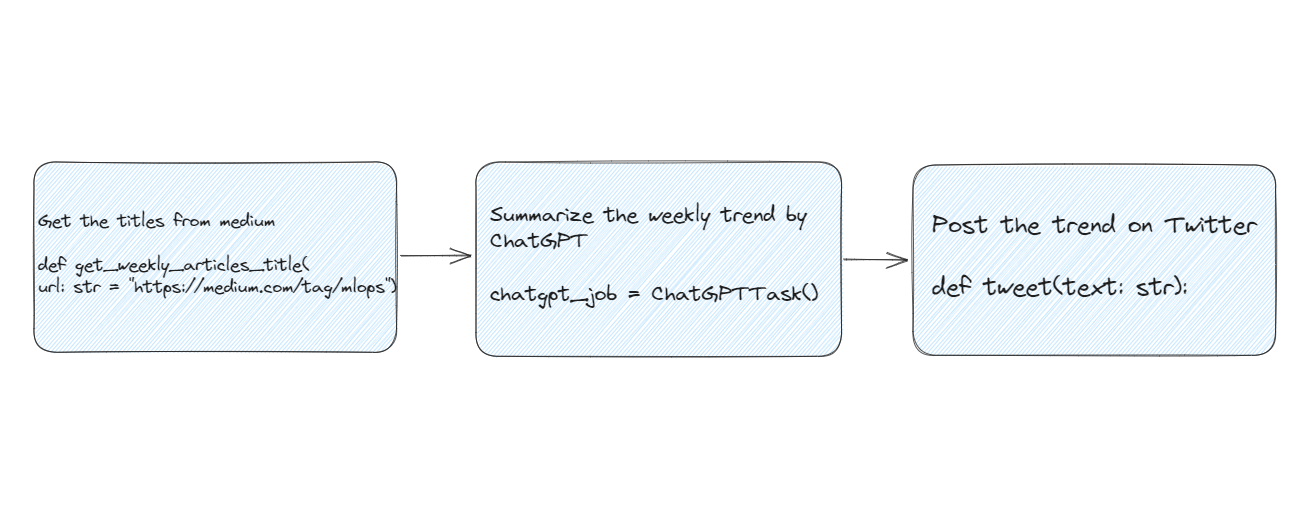 Get the titles from medium
def get_weekly_articles_title(
url: str = "https://medium.com/tag/mlops")
Summarize the weekly trend by
ChatGPT
chatgpt_job = ChatGPTTask()
Post the trend on Twitter
def tweet(text: str):